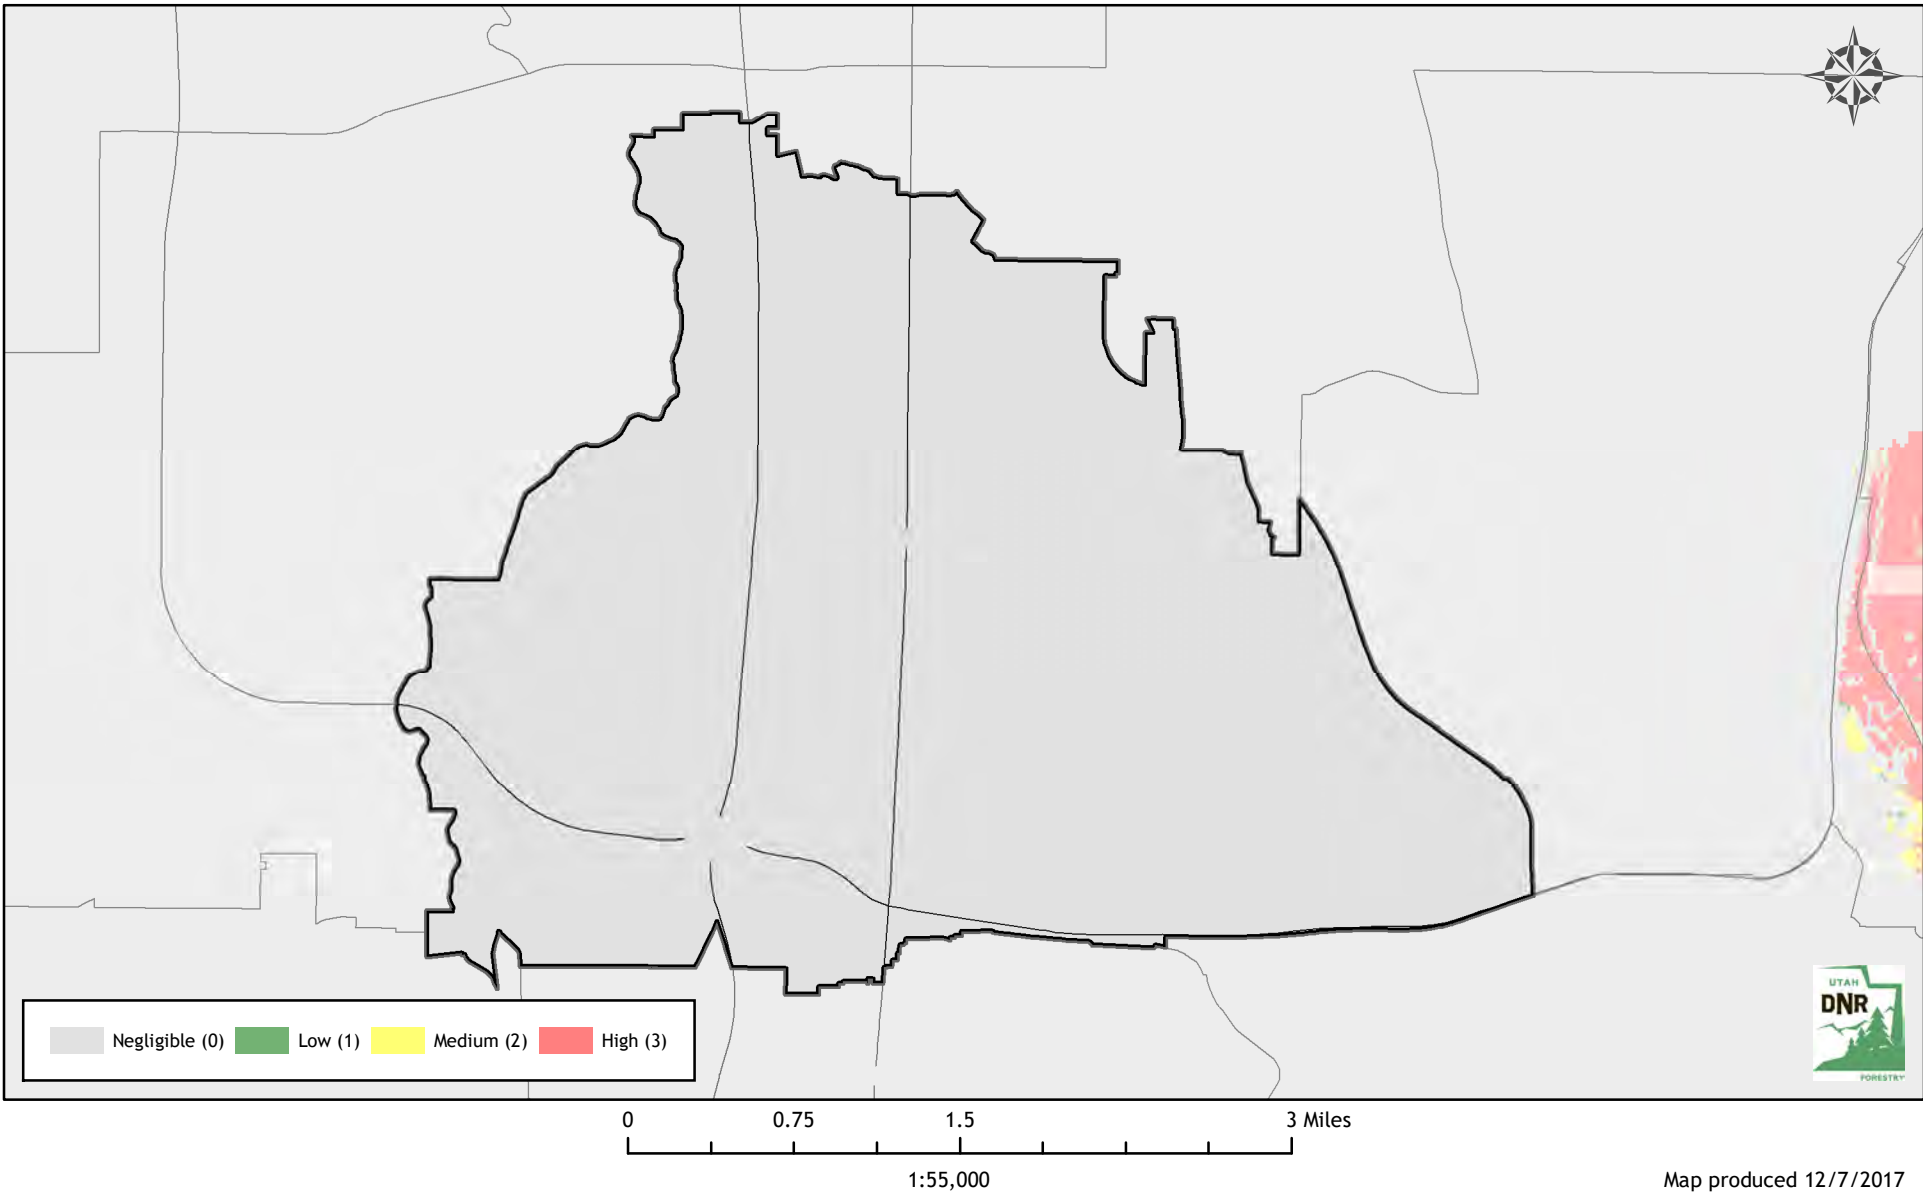 UTAH
DNR
FORESTRY
Negligible (0) Low (1) Medium (2) High (3)
0 0.75 1.5 3 Miles
1:55,000
Map produced 12/7/2017